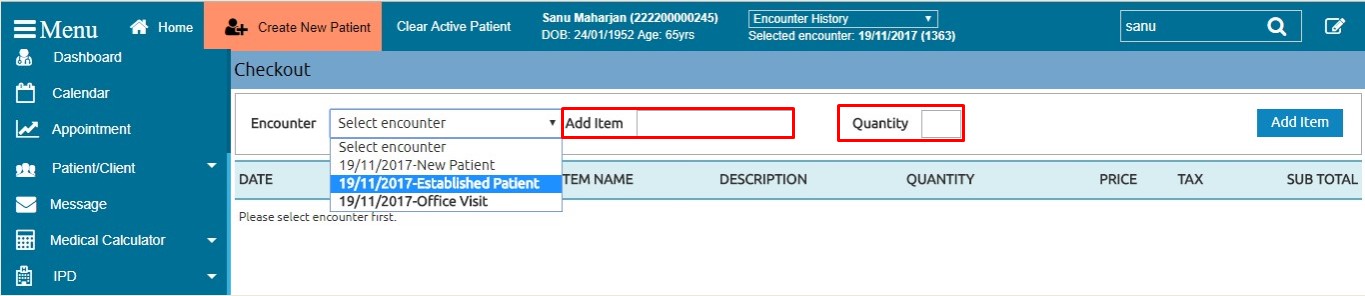 Menu
Home
Create New Patient
Clear Active Patient
Sanu Maharjan (222200000245)
DOB: 24/01/1952 Age: 65yrs
Encounter History
Selected encounter: 19/11/2017 (1363)
sanu
Dashboard
Calendar
Appointment
Patient/Client
Message
Medical Calculator
IPD
Checkout
Encounter
Select encounter
Add Item
Quantity
Add Item
Select encounter
19/11/2017-New Patient
19/11/2017-Established Patient
19/11/2017-Office Visit
DATE
TEM NAME
DESCRIPTION
QUANTITY
PRICE
TAX
SUB TOTAL
Please select encounter first.